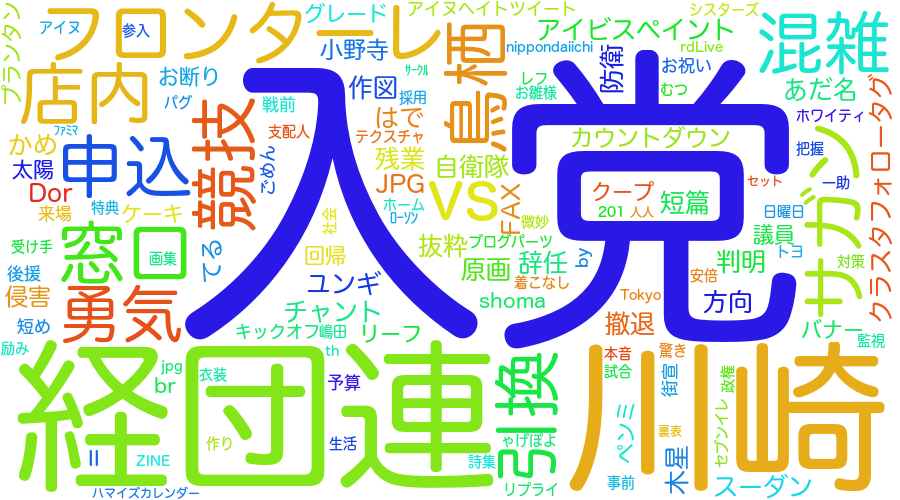 入党
経団連
川崎
フロンターレ
店内
申込
競技
鳥栖
VS
混雑
サガン
窓口
勇気
引換
プランタン
アイヌ
参入
グレード
アイヌヘイトツイート
シスターズ
小野寺
nippondaiichi
アイビスペイント
rdLive
お断り
作図
防衛
お祝い
レフ
お雛様
むつ
あだ名
パグ
戦前
サークル
採用
はて
カウントダウン
ホワイティ
クラスタフォロータグ
かめ
ファミマ
支配人
テクスチャ
ごめん
残業
自衛隊
把握
太陽
Dor
JPG
クープ
セット
一助
来場
特典
ケーキ
ホーム
ローソン
FAX
微妙
201
人人
短篇
日曜日
社会
抜粋
ブログパーツ
議員
トヨ
受け手
画集
てる
回帰
原画
辞任
by
判明
対策
後援
着こなし
安倍
侵害
ユンギ
shoma
Tokyo
方向
短め
チャント
撤退
バナー
キックオフ
嶋田
リーフ
監視
励み
th
本音
驚き
jpg
br
衣装
予算
試合
街宣
政権
作り
生活
ゃげぽよ
ペンミ
裏表
セブンイレ
II
ZINE
詩集
木星
ハマイズカレンダー
リプライ
事前
スーダン